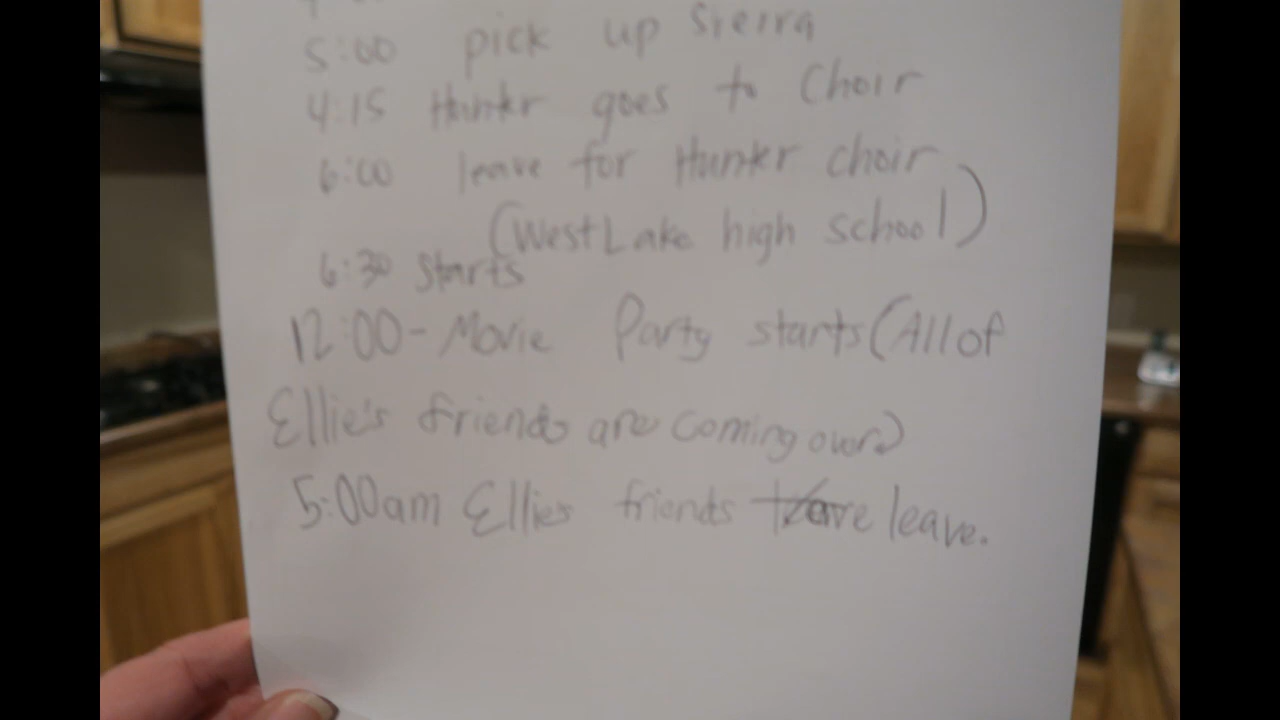 5:00 pick up Sierra
4:15 Hunter goes to Choir
6:00 leave for Hunter choir
(WestLake high school)
6:30 Starts
12:00 - Movie Party starts (All of
Ellie's friends are coming over)
5:00am Ellies friends leave.